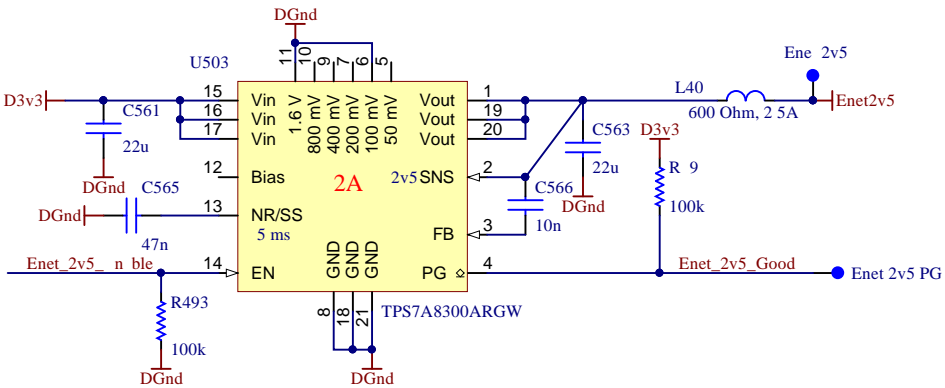 DGnd
U503
11
10
9
7
6
5
Ene 2v5
D3v3
15
Vin
1.6 V
800 mV
400 mV
200 mV
100 mV
50 mV
Vout
1
L40
Enet2v5
C561
16
Vin
Vout
19
600 Ohm, 2 5A
22u
17
Vin
Vout
20
C563
D3v3
DGnd
12
Bias
2A
2v5
SNS
2
22u
R 9
C565
C566
DGnd
DGnd
13
NR/SS
10n
100k
47n
5 ms
FB
3
Enet_2v5_ n ble
14
EN
GND
GND
GND
PG
4
Enet_2v5_Good
Enet 2v5 PG
R493
8
18
21
TPS7A8300ARGW
100k
DGnd
DGnd